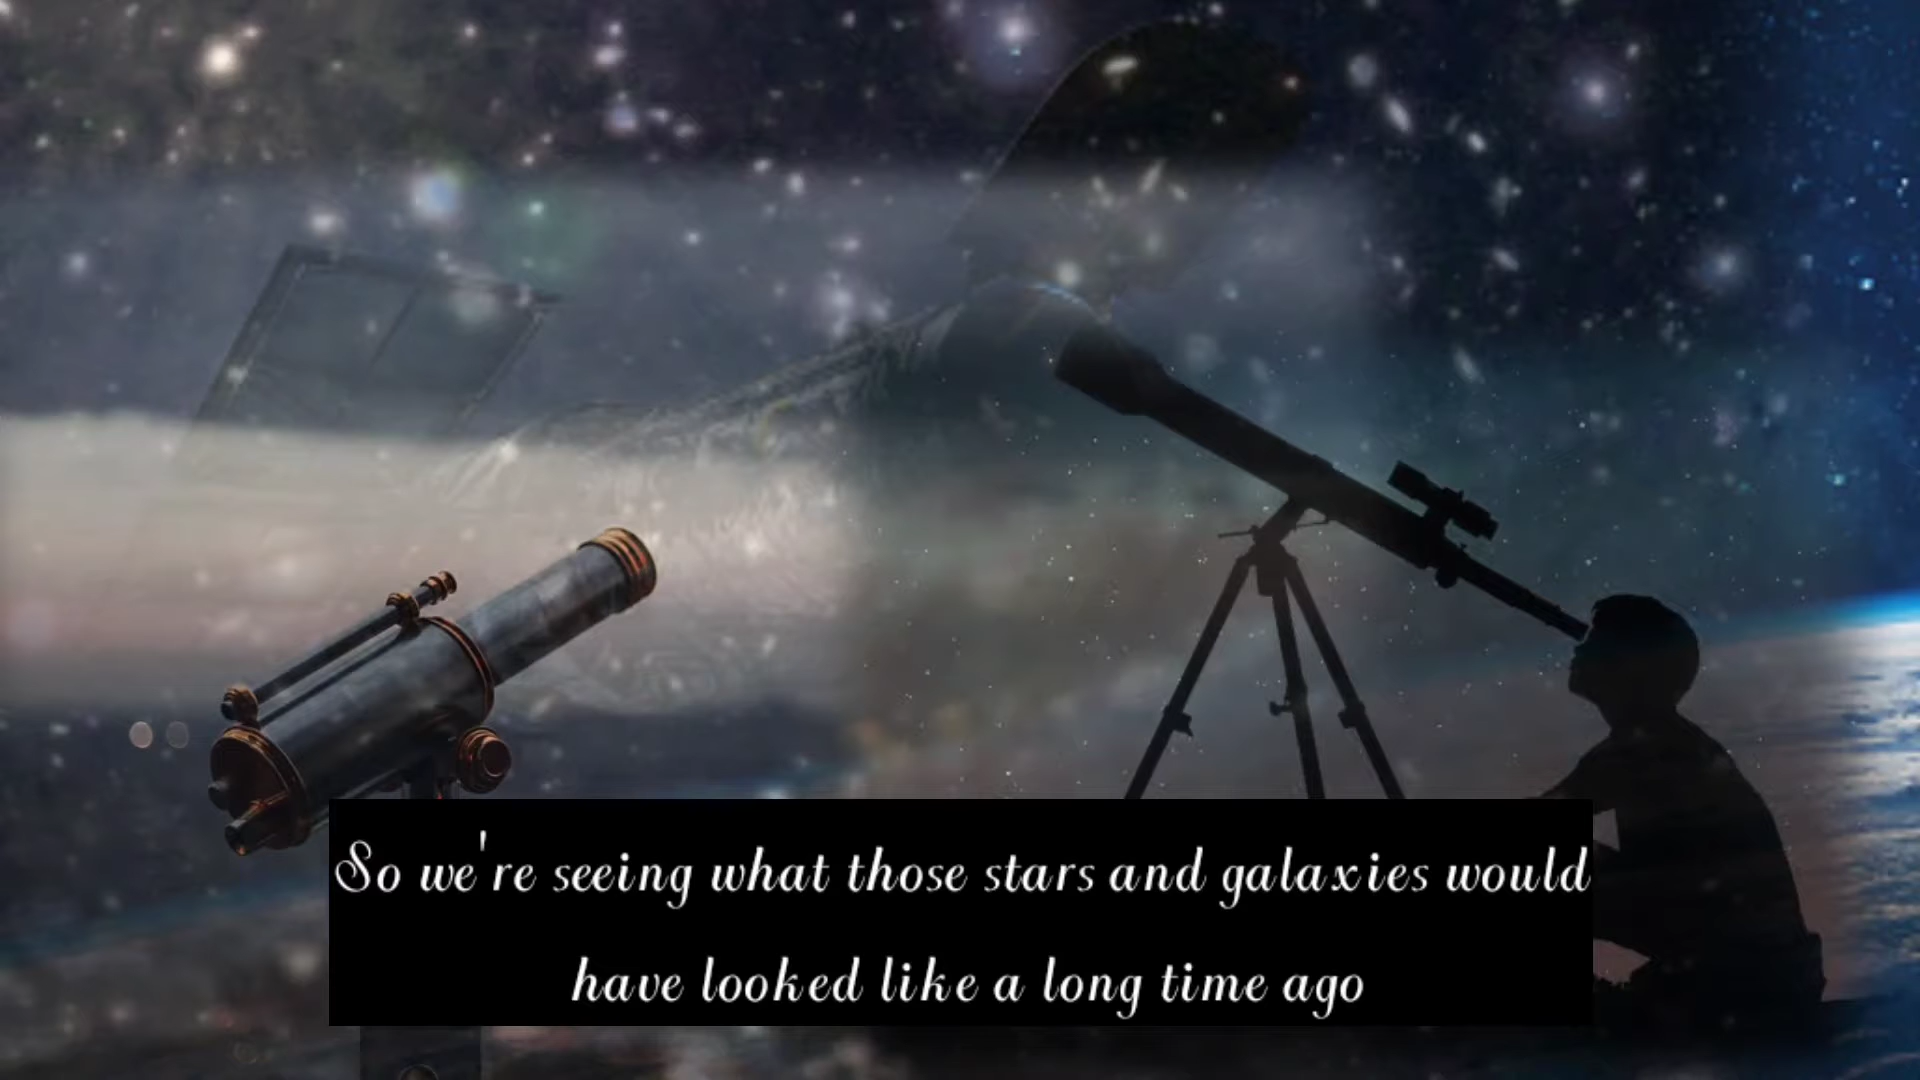 So we're seeing what those stars and galaxies would
have looked like a long time ago